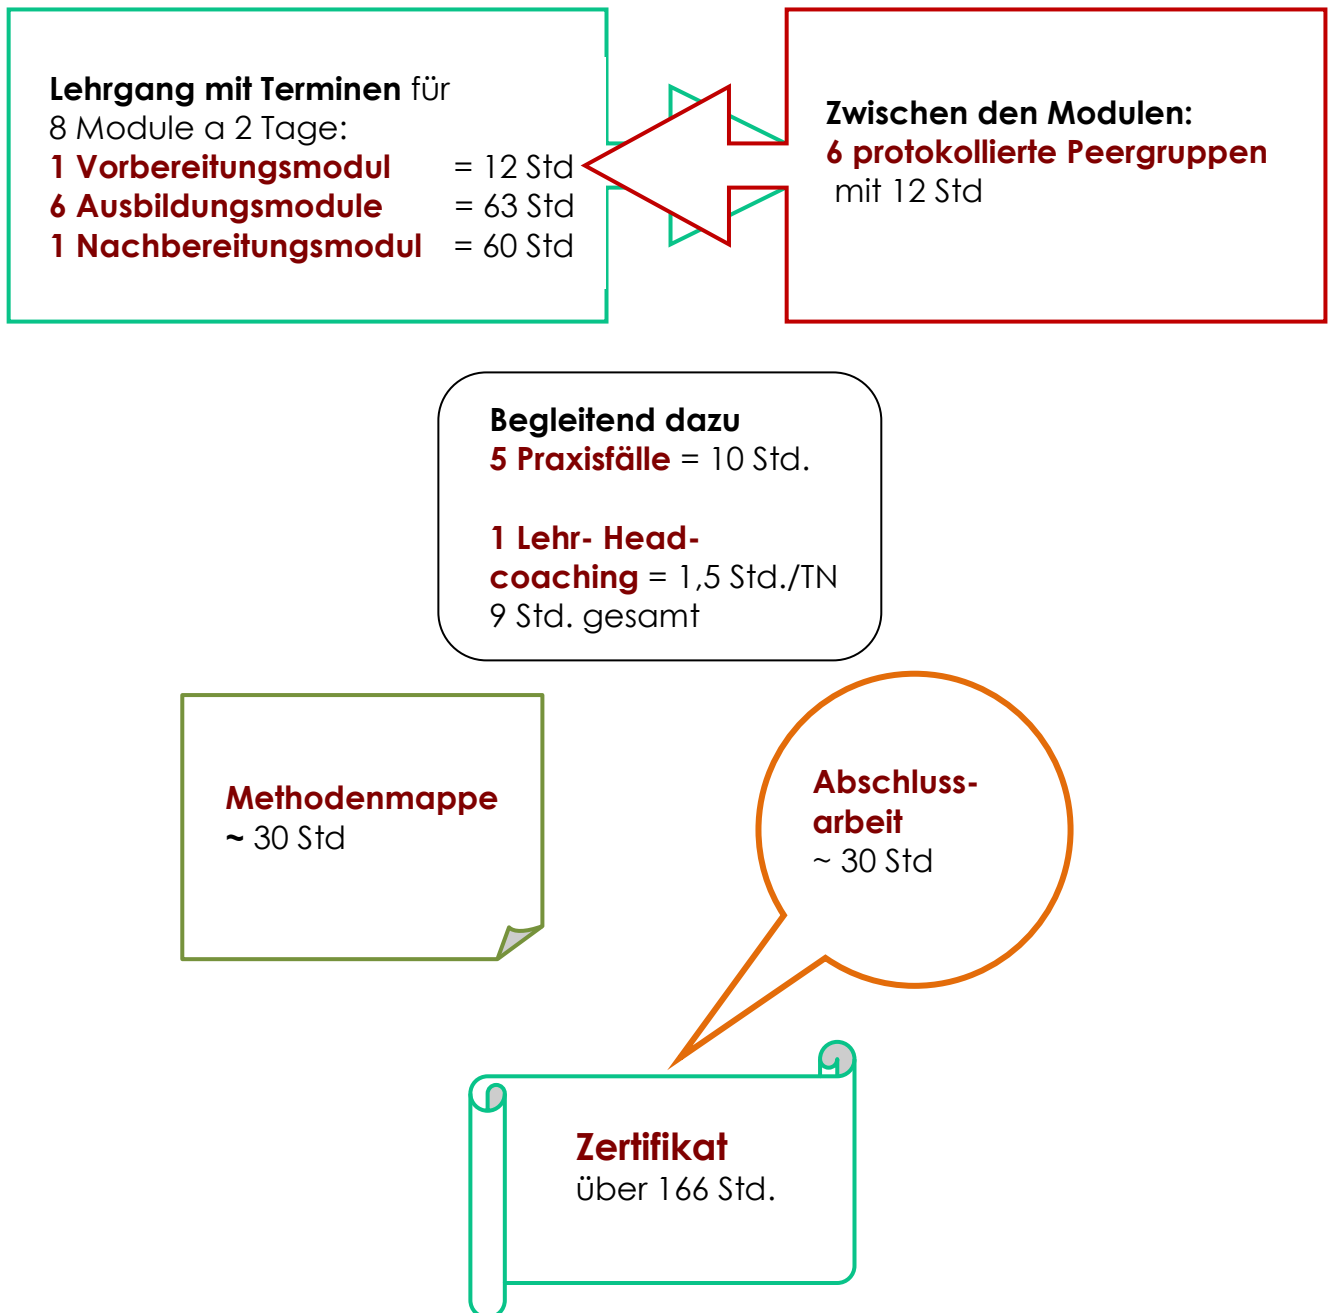 Lehrgang mit Terminen für
8 Module a 2 Tage:
1 Vorbereitungsmodul = 12 Std
6 Ausbildungsmodule = 63 Std
1 Nachbereitungsmodul = 60 Std
Zwischen den Modulen:
6 protokollierte Peergruppen
mit 12 Std
Begleitend dazu
5 Praxisfälle = 10 Std.
1 Lehr- Head-
coaching = 1,5 Std./TN
9 Std. gesamt
Methodenmappe
~ 30 Std
Abschluss-
arbeit
~ 30 Std
Zertifikat
über 166 Std.